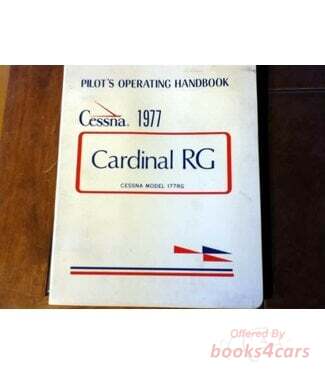 PILOT'S OPERATING HANDBOOK
Cessna. 1977
Cardinal RG
CESSNA MODEL 177RG
Offered By
books4cars